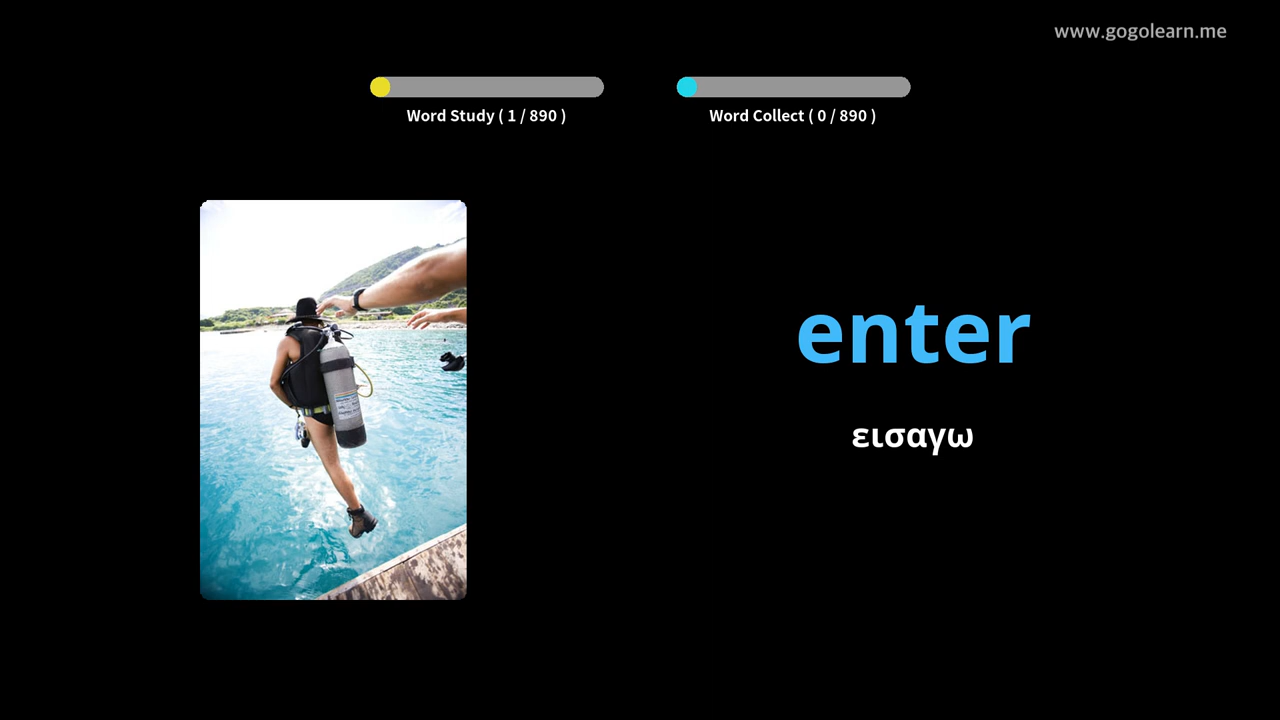 www.gogolearn.me
Word Study ( 1 / 890 )
Word Collect ( 0 / 890 )
enter
εισαγω